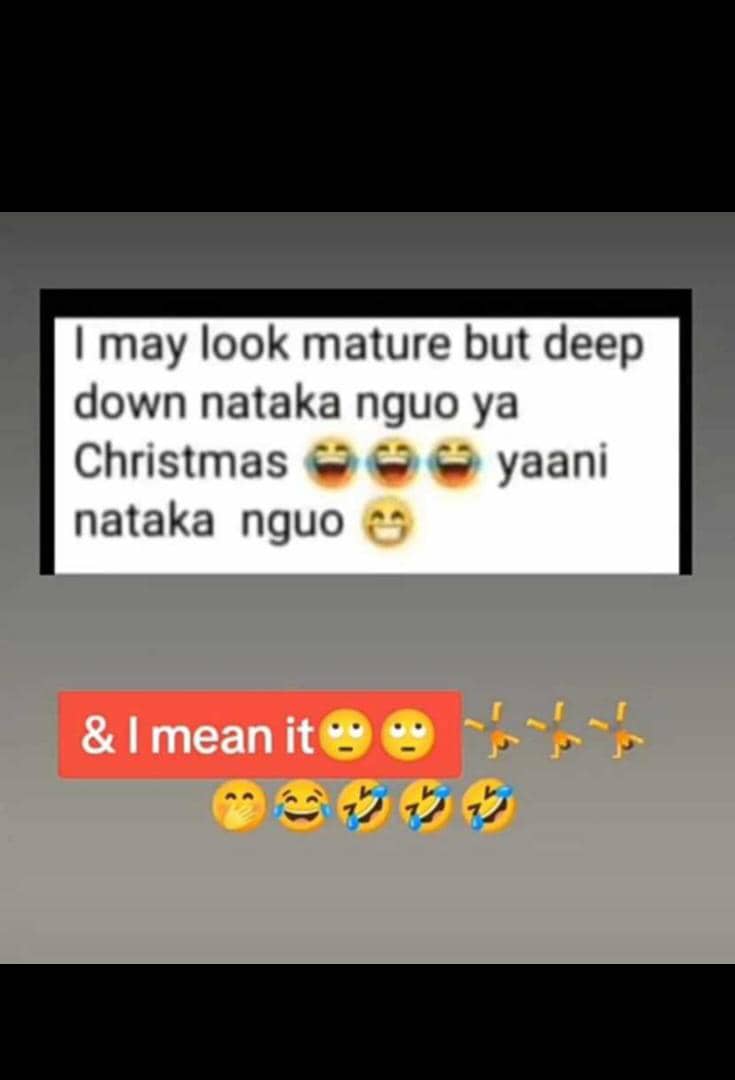 I may look mature but deep
down nataka nguo ya
Christmas 😂😂😂 yaani
nataka nguo 😁
& I mean it🙄🙄🤸🤸🤸
🤭😂🤣🤣🤣